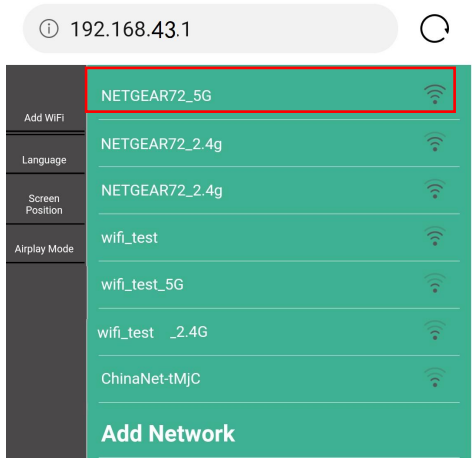 192.168.43.1
Add WiFi
Language
Screen
Position
Airplay Mode
NETGEAR72_5G
NETGEAR72_2.4g
NETGEAR72_2.4g
wifi_test
wifi_test_5G
wifi_test _2.4G
ChinaNet-tMjC
Add Network